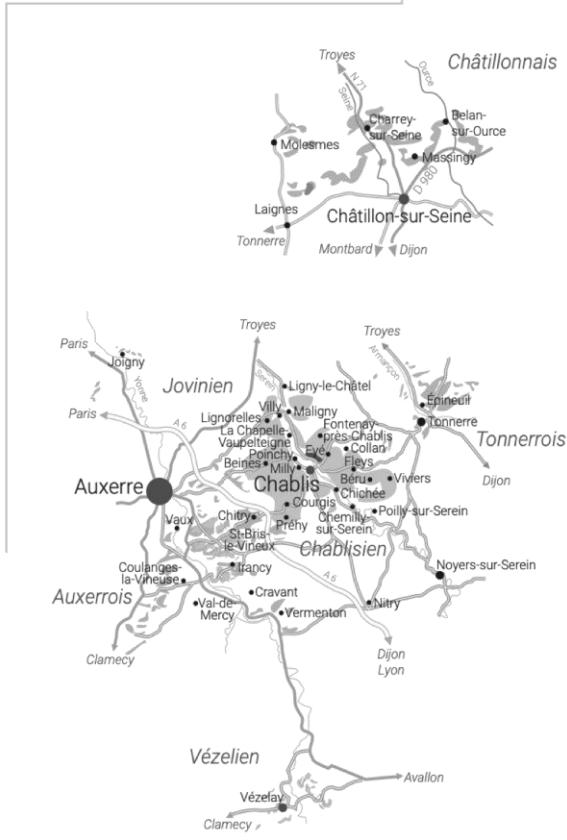 Troyes
Châtillonnais
N 71
Ource
Seine
Charrey-
sur-Seine
Belan-
sur-Ource
Molesmes
Massingy
D 980
Laignes
Châtillon-sur-Seine
Tonnerre
Montbard
Dijon
Troyes
Troyes
Paris
Joigny
Yonne
Jovinien
Serein
Armançon
Ligny-le-Châtel
Épineuil
Paris
A 6
Villy
Maligny
Lignorelles
Fontenay-
près-Chablis
Tonnerre
La Chapelle-
Vaupelteigne
Tonnerrois
Collan
Fyé
Poinchy
Fleys
Beines
Milly
Béru
Viviers
Dijon
Auxerre
Chablis
Chichée
Courgis
Chitry
Préhy
Chemilly-
sur-Serein
Poilly-sur-Serein
Vaux
St-Bris-
le-Vineux
Chablisien
Coulanges-
la-Vineuse
Irancy
A 6
Noyers-sur-Serein
Auxerrois
Cravant
Val-de-
Mercy
Vermenton
Nitry
Clamecy
Dijon
Lyon
Vézelien
Avallon
Vézelay
Clamecy